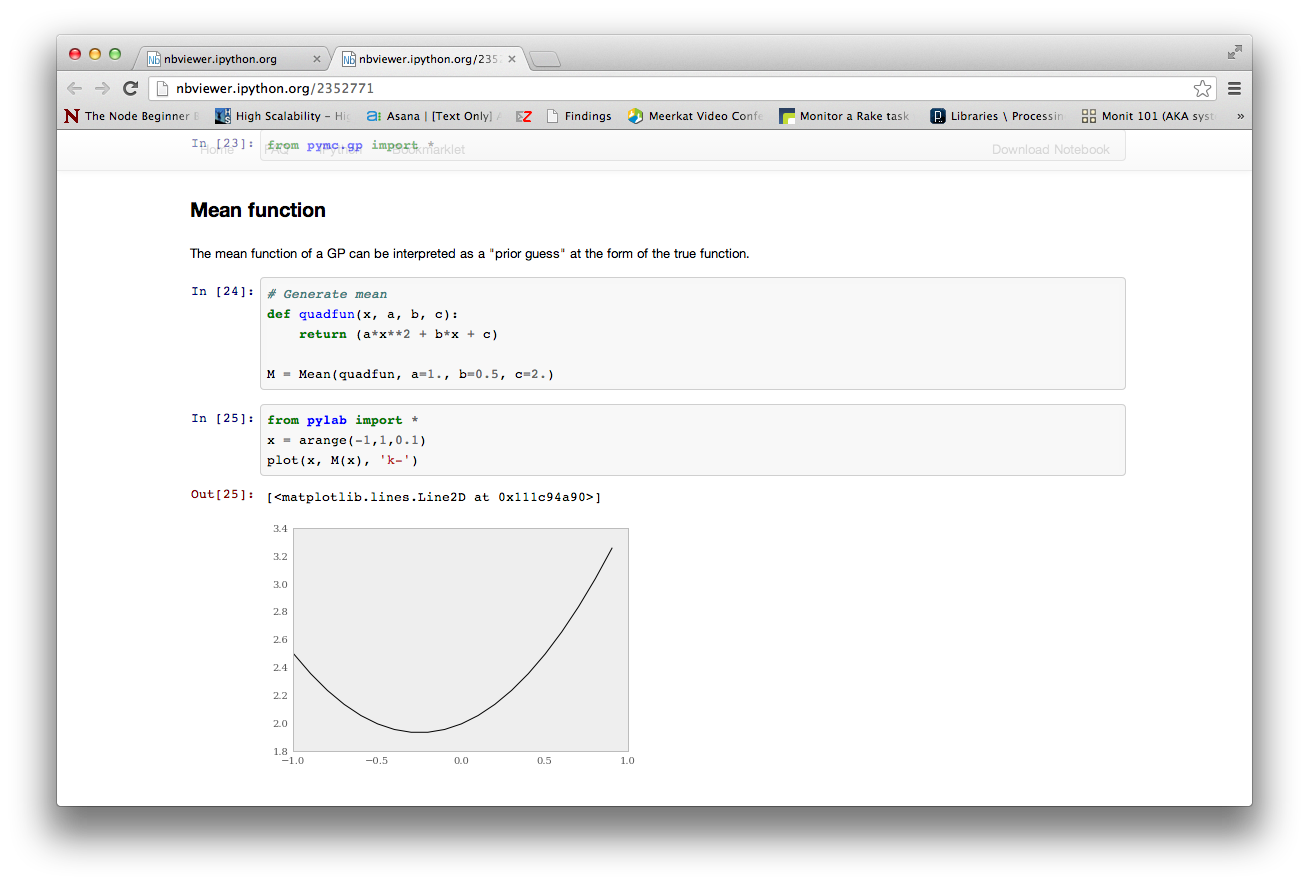 nbviewer.ipython.org
nbviewer.ipython.org/235
nbviewer.ipython.org/2352771
The Node Beginner
High Scalability – Hig
Asana | [Text Only]
Findings
Meerkat Video Confe
Monitor a Rake task
Libraries \ Processin
Monit 101 (AKA syst
»
In [23]: from pymc.gp import *
Home FAQ IPython Bookmarklet Download Notebook
Mean function
The mean function of a GP can be interpreted as a "prior guess" at the form of the true function.
In [24]: # Generate mean
def quadfun(x, a, b, c):
    return (a*x**2 + b*x + c)
M = Mean(quadfun, a=1., b=0.5, c=2.)
In [25]: from pylab import *
x = arange(-1,1,0.1)
plot(x, M(x), 'k-')
Out[25]: [<matplotlib.lines.Line2D at 0x111c94a90>]
3.4
3.2
3.0
2.8
2.6
2.4
2.2
2.0
1.8
−1.0 −0.5 0.0 0.5 1.0